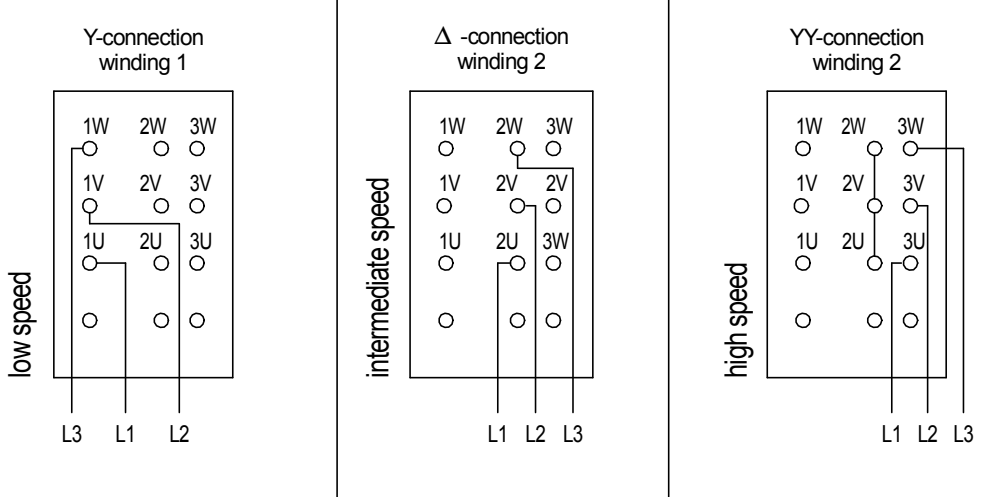 Y-connection
winding 1
1W 2W 3W
1V 2V 3V
1U 2U 3U
low speed
L3 L1 L2
Δ -connection
winding 2
1W 2W 3W
1V 2V 2V
1U 2U 3W
intermediate speed
L1 L2 L3
YY-connection
winding 2
1W 2W 3W
1V 2V 3V
1U 2U 3U
high speed
L1 L2 L3